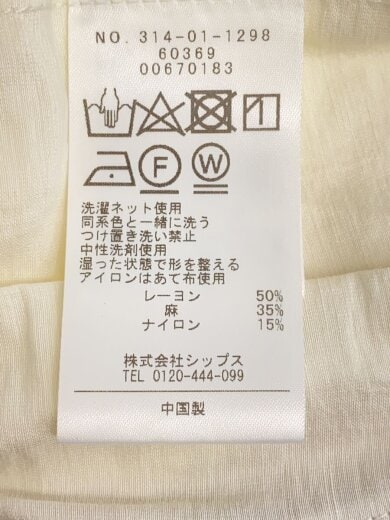 NO. 314-01-1298
60369
00670183
F W
洗濯ネット使用
同系色と一緒に洗う
つけ置き洗い禁止
中性洗剤使用
湿った状態で形を整える
アイロンはあて布使用
レーヨン 50%
麻 35%
ナイロン 15%
株式会社シップス
TEL 0120-444-099
中国製